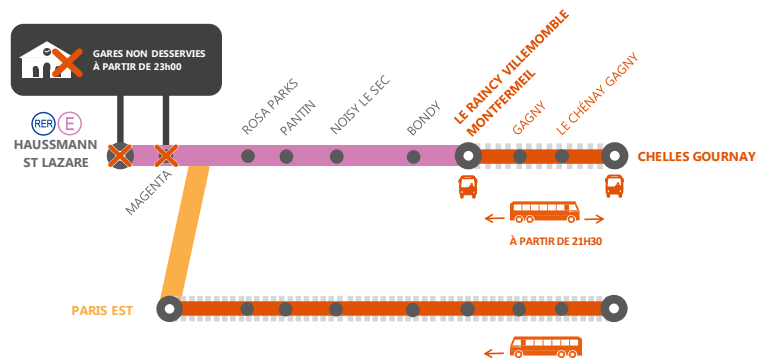 GARES NON DESSERVIES
À PARTIR DE 23h00
RER E
HAUSSMANN
ST LAZARE
MAGENTA
ROSA PARKS
PANTIN
NOISY LE SEC
BONDY
LE RAINCY VILLEMOMBLE
MONTFERMEIL
GAGNY
LE CHÉNAY GAGNY
CHELLES GOURNAY
À PARTIR DE 21H30
PARIS EST